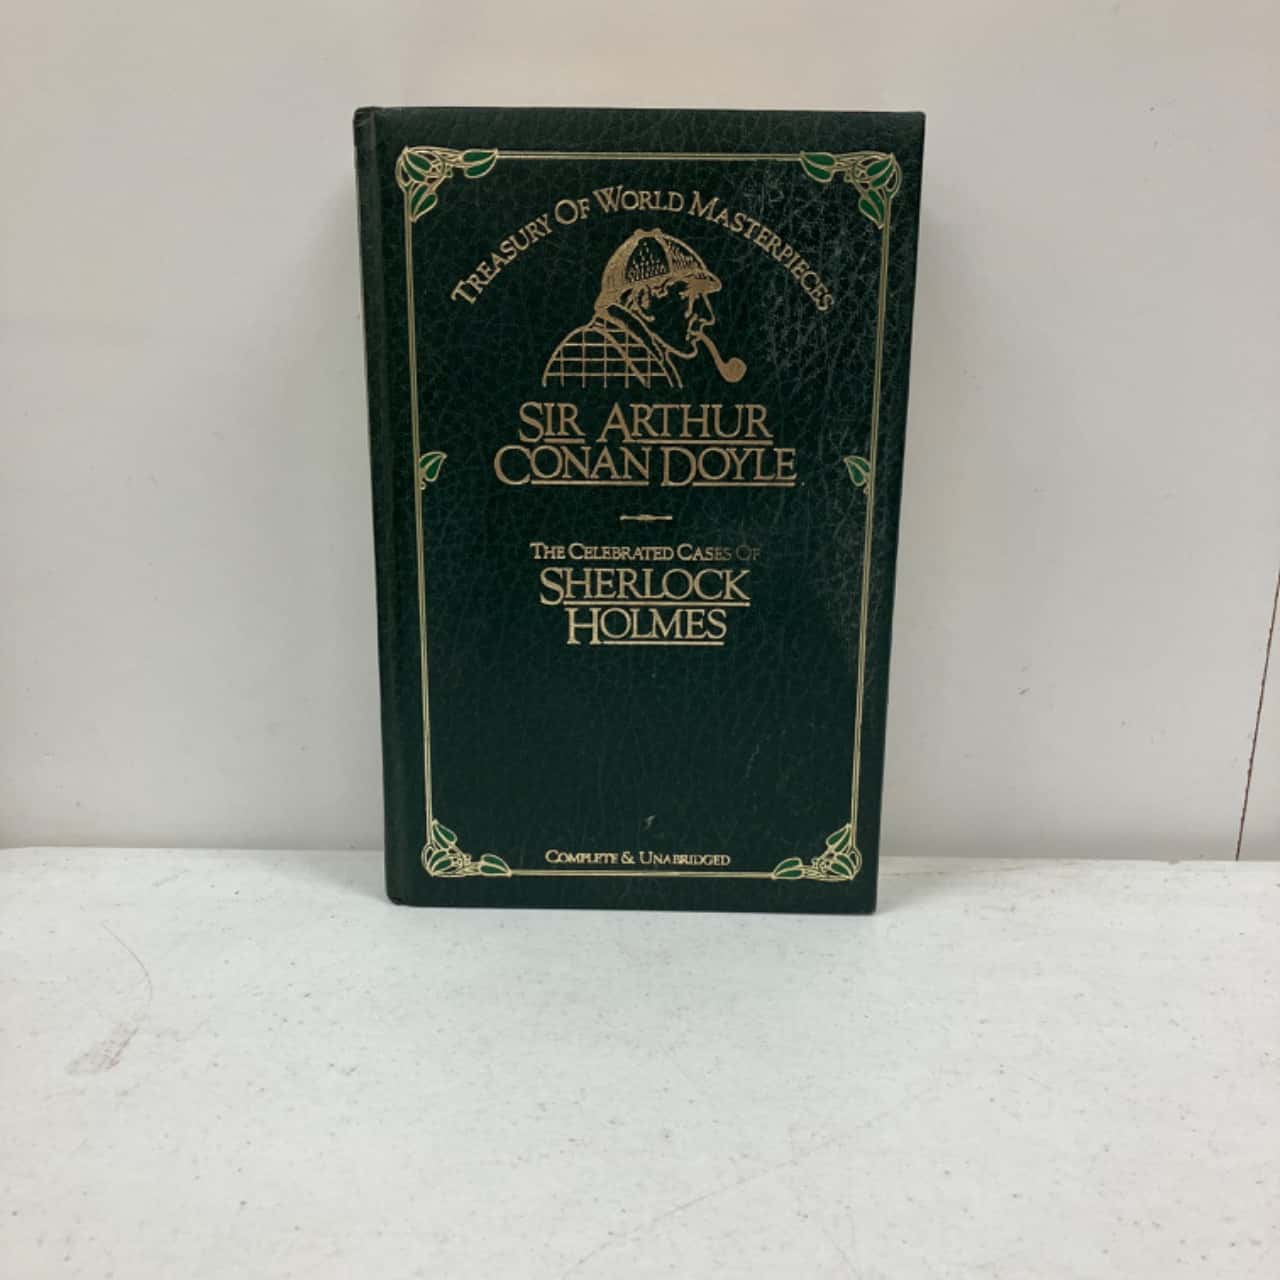 TREASURY OF WORLD MASTERPIECES
SIR ARTHUR
CONAN DOYLE
THE CELEBRATED CASES OF
SHERLOCK
HOLMES
COMPLETE & UNABRIDGED